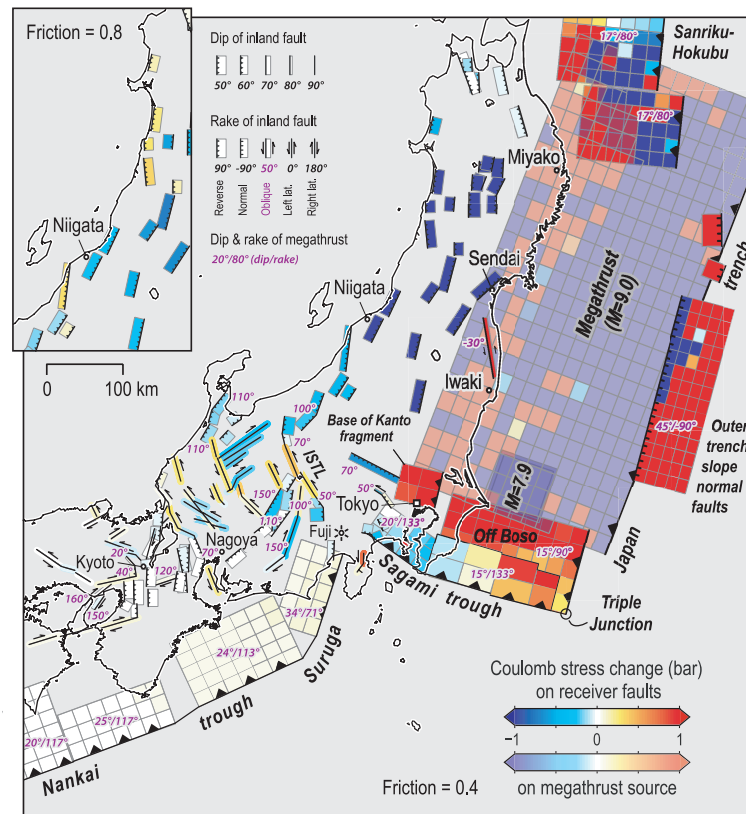 Friction = 0.8
Niigata
0 100 km
Dip of inland fault
50° 60° 70° 80° 90°
Rake of inland fault
90° -90° 50° 0° 180°
Reverse
Normal
Oblique
Left lat.
Right lat.
Dip & rake of megathrust
20°/80° (dip/rake)
Sanriku-
Hokubu
17°/80°
17°/80°
Miyako
Sendai
Niigata
Megathrust
(M=9.0)
trench
-30°
Iwaki
110°
100°
110°
70°
ISTL
Base of Kanto
fragment
70°
50°
45°/-90°
Outer
trench
slope
normal
faults
M=7.9
150°
50°
100°
110°
Tokyo
20°/133°
Off Boso
15°/90°
15°/133°
Japan
Fuji
150°
Nagoya
70°
Kyoto
20°
40°
120°
160°
150°
Sagami trough
Triple
Junction
34°/71°
Suruga
24°/113°
trough
25°/117°
20°/117°
Nankai
Coulomb stress change (bar)
on receiver faults
−1 0 1
on megathrust source
Friction = 0.4